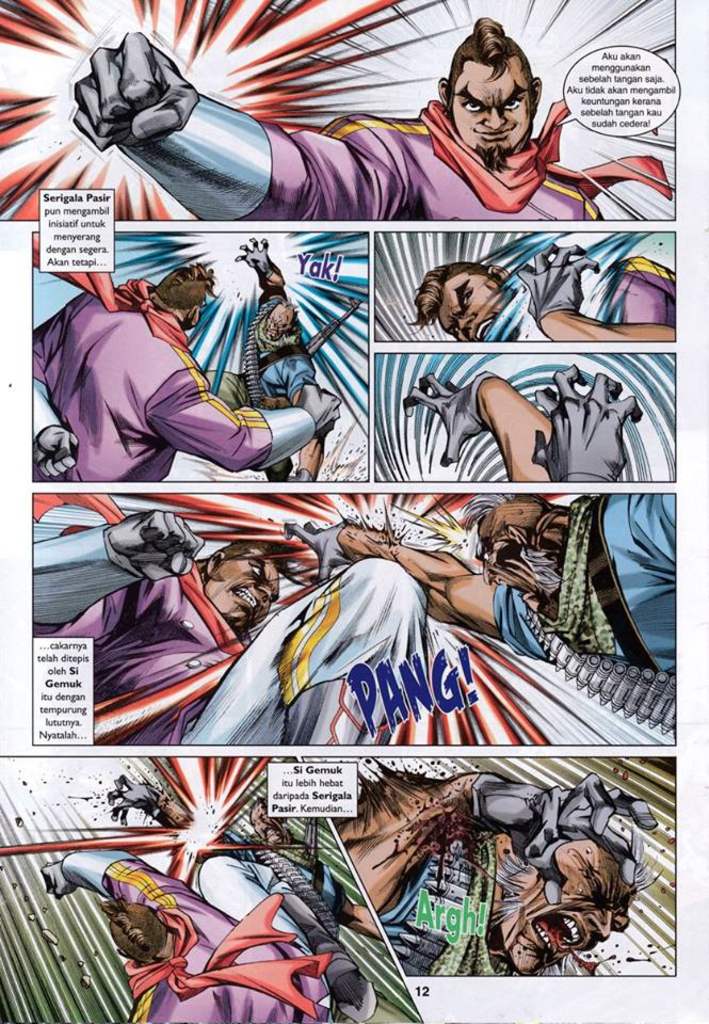 Aku akan
menggunakan
sebelah tangan saja.
Aku tidak akan mengambil
keuntungan kerana
sebelah tangan kau
sudah cedera!
Serigala Pasir
pun mengambil
inisiatif untuk
menyerang
dengan segera.
Akan tetapi...
Yak!
...cakarnya
telah ditepis
oleh Si
Gemuk
itu dengan
tempurung
lututnya.
Nyatalah...
PANG!
...Si Gemuk
itu lebih hebat
daripada Serigala
Pasir. Kemudian...
Argh!
12